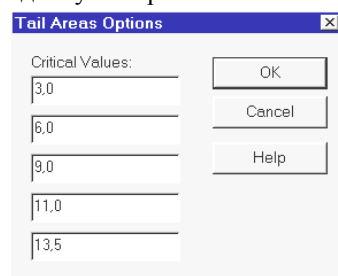 Tail Areas Options
Critical Values:
3,0
6,0
9,0
11,0
13,5
OK
Cancel
Help